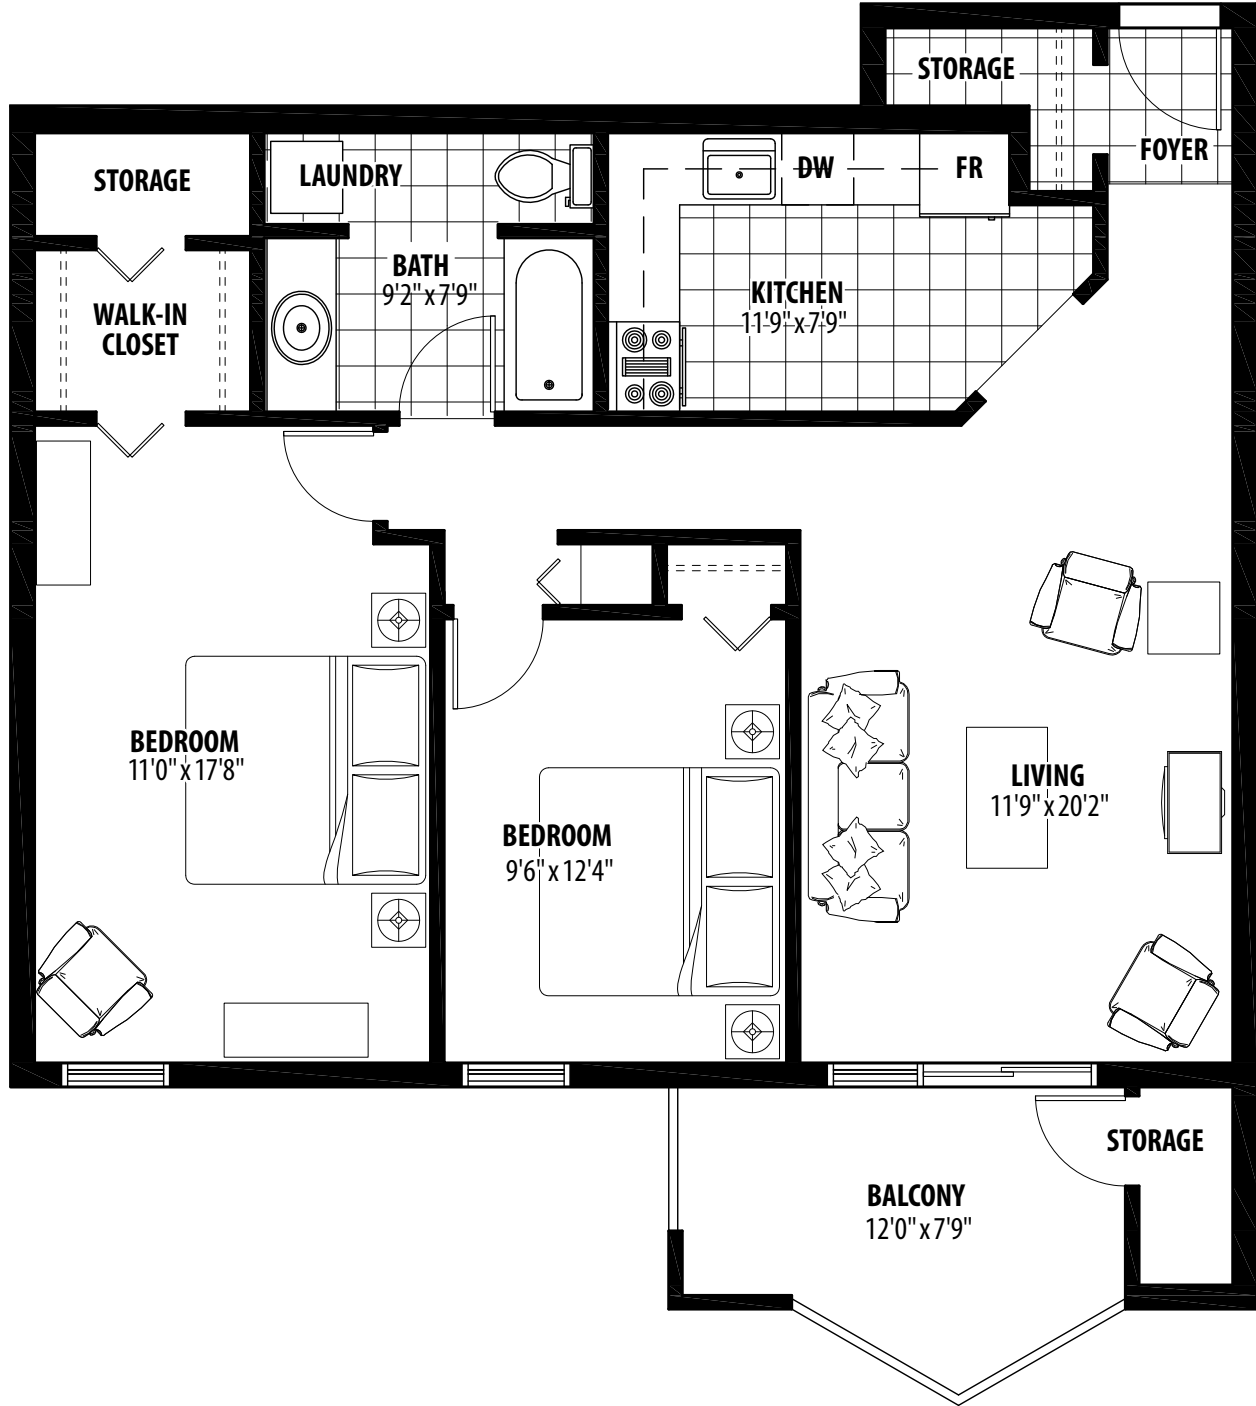 STORAGE
FOYER
STORAGE
LAUNDRY
DW
FR
BATH
9'2" x 7'9"
KITCHEN
11'9" x 7'9"
WALK-IN
CLOSET
BEDROOM
11'0" x 17'8"
BEDROOM
9'6" x 12'4"
LIVING
11'9" x 20'2"
STORAGE
BALCONY
12'0" x 7'9"